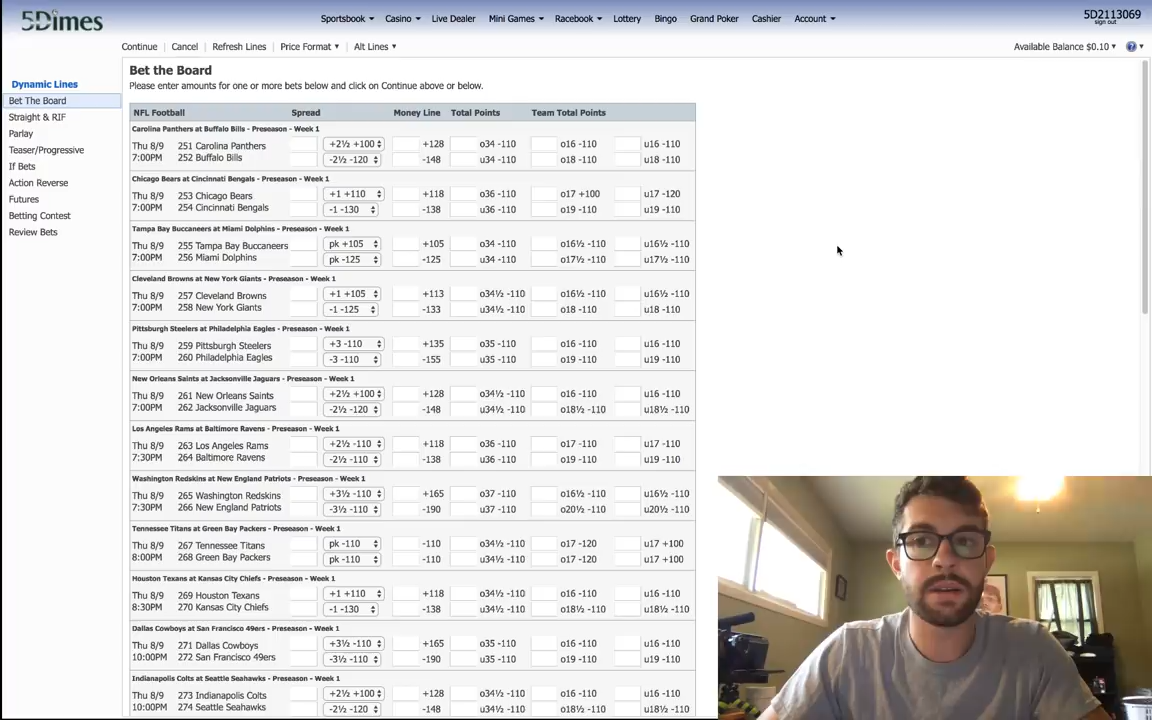 5Dimes
Sportsbook Casino Live Dealer Mini Games Racebook Lottery Bingo Grand Poker Cashier Account
5D2113069
sign out
Continue Cancel Refresh Lines Price Format Alt Lines
Available Balance $0.10 ?
Dynamic Lines
Bet The Board
Straight & RIF
Parlay
Teaser/Progressive
If Bets
Action Reverse
Futures
Betting Contest
Review Bets
Bet the Board
Please enter amounts for one or more bets below and click on Continue above or below.
NFL Football Spread Money Line Total Points Team Total Points
Carolina Panthers at Buffalo Bills - Preseason - Week 1
Thu 8/9 251 Carolina Panthers +2½ +100 +128 o34 -110 o16 -110 u16 -110
7:00PM 252 Buffalo Bills -2½ -120 -148 u34 -110 o18 -110 u18 -110
Chicago Bears at Cincinnati Bengals - Preseason - Week 1
Thu 8/9 253 Chicago Bears +1 +110 +118 o36 -110 o17 +100 u17 -120
7:00PM 254 Cincinnati Bengals -1 -130 -138 u36 -110 o19 -110 u19 -110
Tampa Bay Buccaneers at Miami Dolphins - Preseason - Week 1
Thu 8/9 255 Tampa Bay Buccaneers pk +105 +105 o34 -110 o16½ -110 u16½ -110
7:00PM 256 Miami Dolphins pk -125 -125 u34 -110 o17½ -110 u17½ -110
Cleveland Browns at New York Giants - Preseason - Week 1
Thu 8/9 257 Cleveland Browns +1 +105 +113 o34½ -110 o16½ -110 u16½ -110
7:00PM 258 New York Giants -1 -125 -133 u34½ -110 o18 -110 u18 -110
Pittsburgh Steelers at Philadelphia Eagles - Preseason - Week 1
Thu 8/9 259 Pittsburgh Steelers +3 -110 +135 o35 -110 o16 -110 u16 -110
7:00PM 260 Philadelphia Eagles -3 -110 -155 u35 -110 o19 -110 u19 -110
New Orleans Saints at Jacksonville Jaguars - Preseason - Week 1
Thu 8/9 261 New Orleans Saints +2½ +100 +128 o34½ -110 o16 -110 u16 -110
7:00PM 262 Jacksonville Jaguars -2½ -120 -148 u34½ -110 o18½ -110 u18½ -110
Los Angeles Rams at Baltimore Ravens - Preseason - Week 1
Thu 8/9 263 Los Angeles Rams +2½ -110 +118 o36 -110 o17 -110 u17 -110
7:30PM 264 Baltimore Ravens -2½ -110 -138 u36 -110 o19 -110 u19 -110
Washington Redskins at New England Patriots - Preseason - Week 1
Thu 8/9 265 Washington Redskins +3½ -110 +165 o37 -110 o16½ -110 u16½ -110
7:30PM 266 New England Patriots -3½ -110 -190 u37 -110 o20½ -110 u20½ -110
Tennessee Titans at Green Bay Packers - Preseason - Week 1
Thu 8/9 267 Tennessee Titans pk -110 -110 o34½ -110 o17 -120 u17 +100
8:00PM 268 Green Bay Packers pk -110 -110 u34½ -110 o17 -120 u17 +100
Houston Texans at Kansas City Chiefs - Preseason - Week 1
Thu 8/9 269 Houston Texans +1 +110 +118 o34½ -110 o16 -110 u16 -110
8:30PM 270 Kansas City Chiefs -1 -130 -138 u34½ -110 o18½ -110 u18½ -110
Dallas Cowboys at San Francisco 49ers - Preseason - Week 1
Thu 8/9 271 Dallas Cowboys +3½ -110 +165 o35 -110 o16 -110 u16 -110
10:00PM 272 San Francisco 49ers -3½ -110 -190 u35 -110 o19 -110 u19 -110
Indianapolis Colts at Seattle Seahawks - Preseason - Week 1
Thu 8/9 273 Indianapolis Colts +2½ +100 +128 o34½ -110 o16 -110 u16 -110
10:00PM 274 Seattle Seahawks -2½ -120 -148 u34½ -110 o18½ -110 u18½ -110